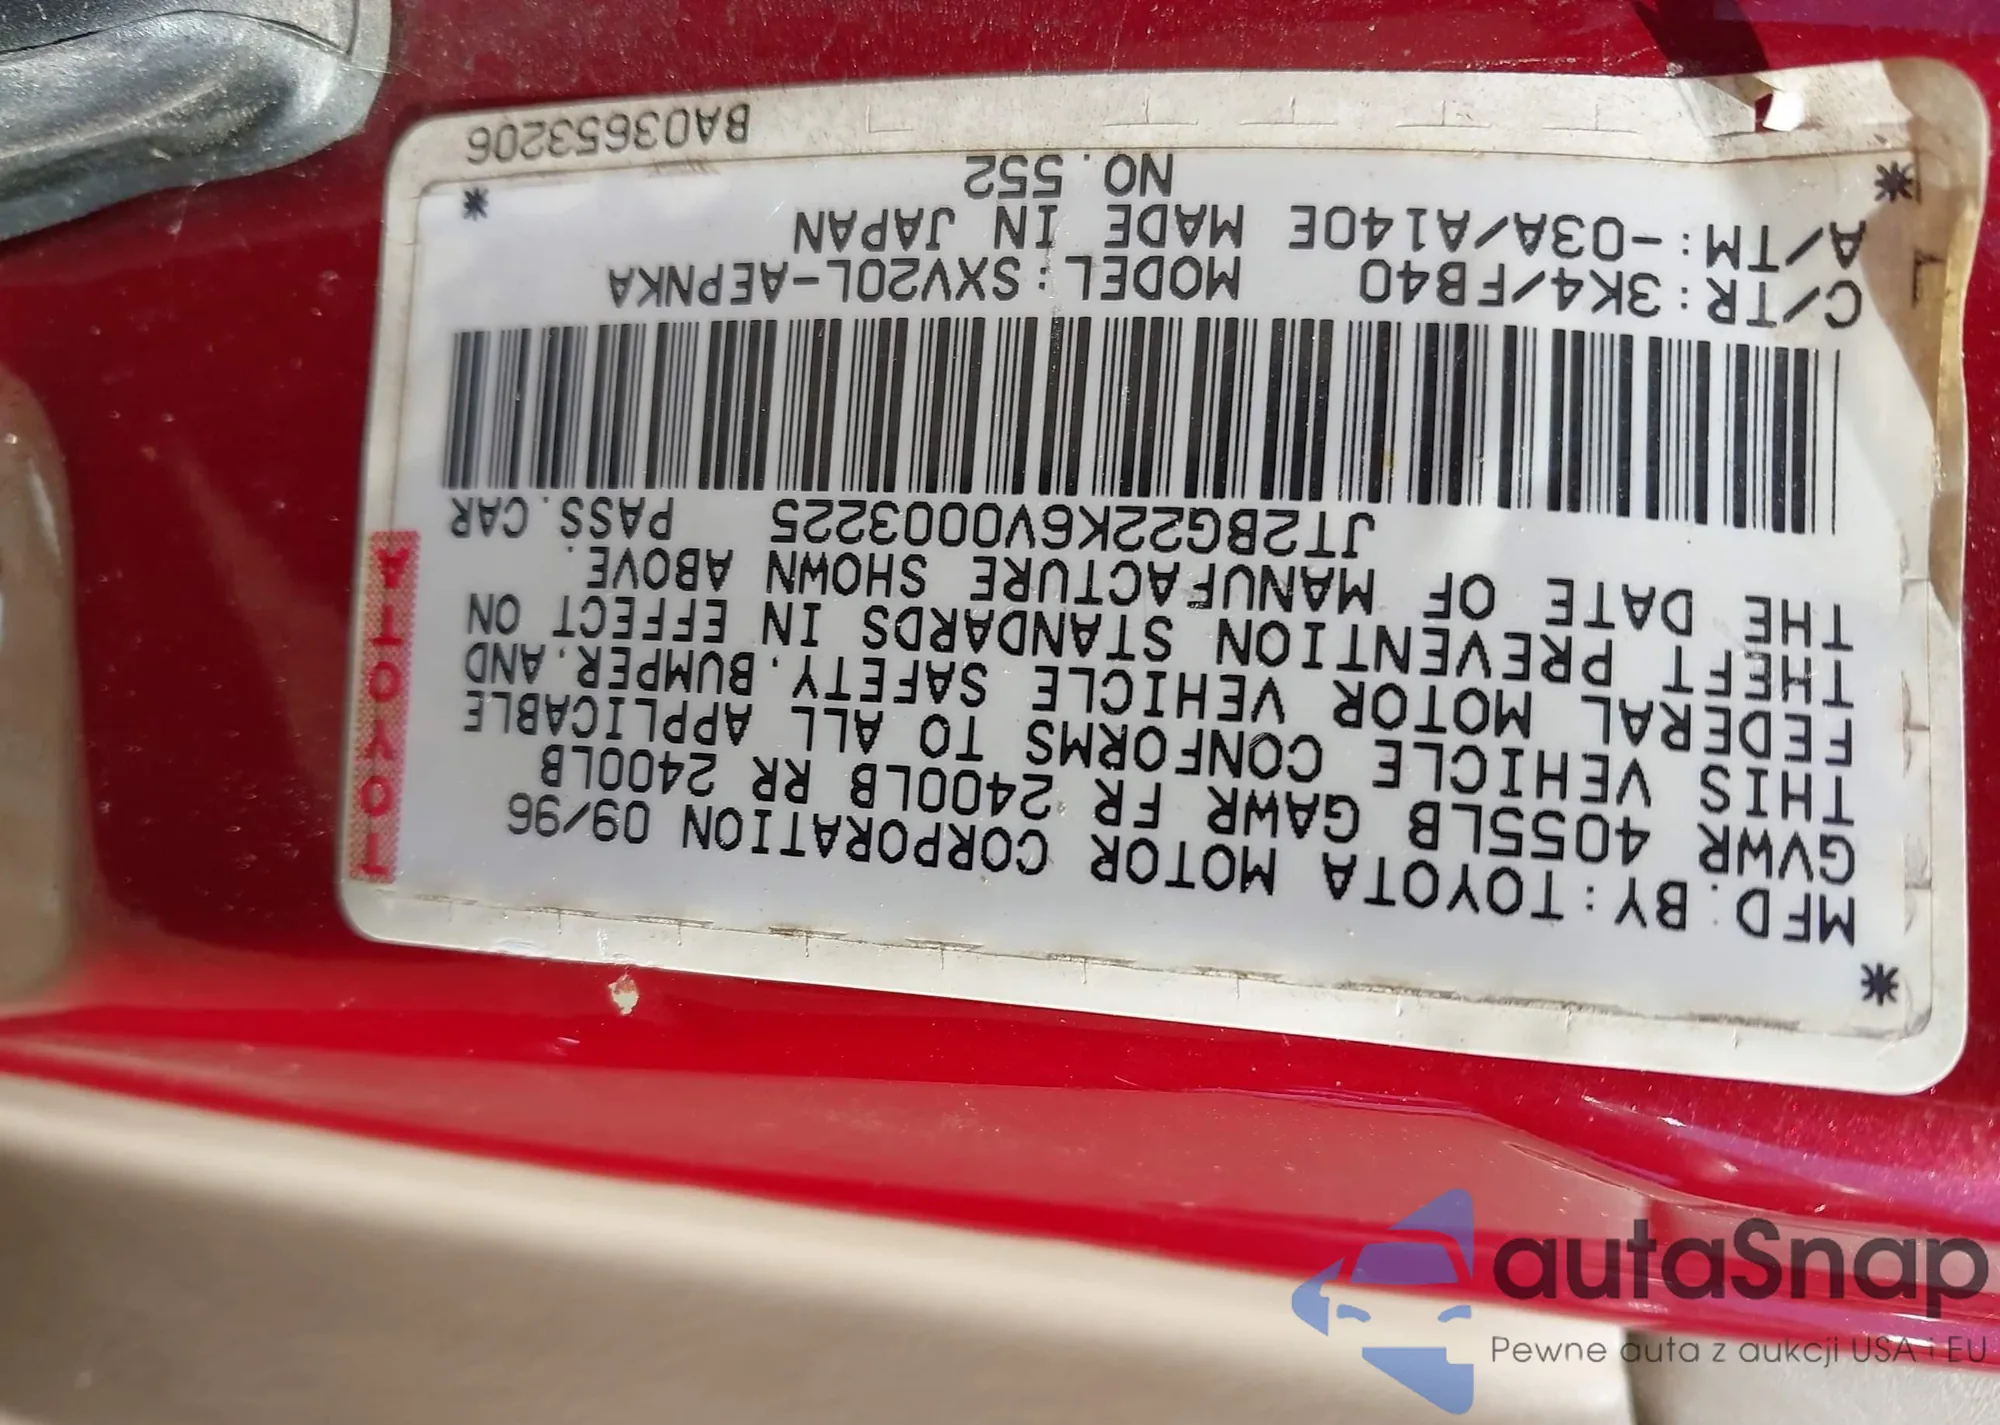 MFD. BY: TOYOTA MOTOR CORPORATION 09/96
GVWR 4055LB GAWR FR 2400LB RR 2400LB
THIS VEHICLE CONFORMS TO ALL APPLICABLE
FEDERAL MOTOR VEHICLE SAFETY. BUMPER. AND
THEFT PREVENTION STANDARDS IN EFFECT ON
THE DATE OF MANUFACTURE SHOWN ABOVE.
JT2BG22K6V0003225 PASS. CAR
C/TR: 3K4/FB40 MODEL: SXV20L-AEPNKA
A/TM: -03A/A140E MADE IN JAPAN
NO. 552
BA03653206
TOYOTA
autaSnap
Pewne auta z aukcji USA i EU